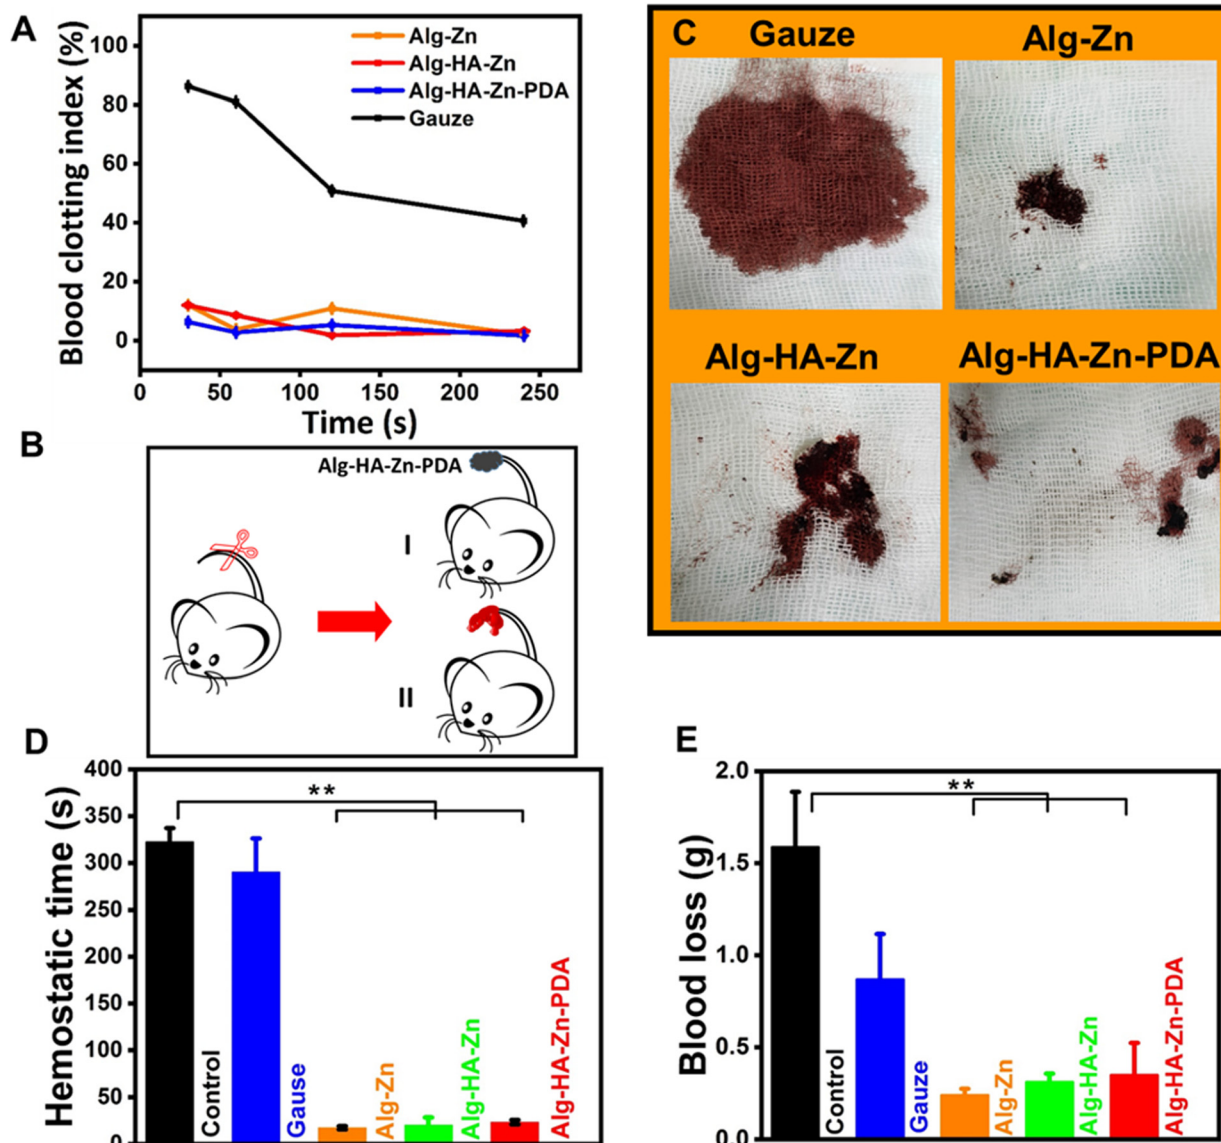 A
Blood clotting index (%)
100
80
60
40
20
0
Alg-Zn
Alg-HA-Zn
Alg-HA-Zn-PDA
Gauze
0
50
100
150
200
250
Time (s)
B
Alg-HA-Zn-PDA
I
II
C
Gauze
Alg-Zn
Alg-HA-Zn
Alg-HA-Zn-PDA
D
Hemostatic time (s)
400
350
300
250
200
150
100
50
0
**
Control
Gause
Alg-Zn
Alg-HA-Zn
Alg-HA-Zn-PDA
E
Blood loss (g)
2.0
1.5
1.0
0.5
0.0
**
Control
Gauze
Alg-Zn
Alg-HA-Zn
Alg-HA-Zn-PDA